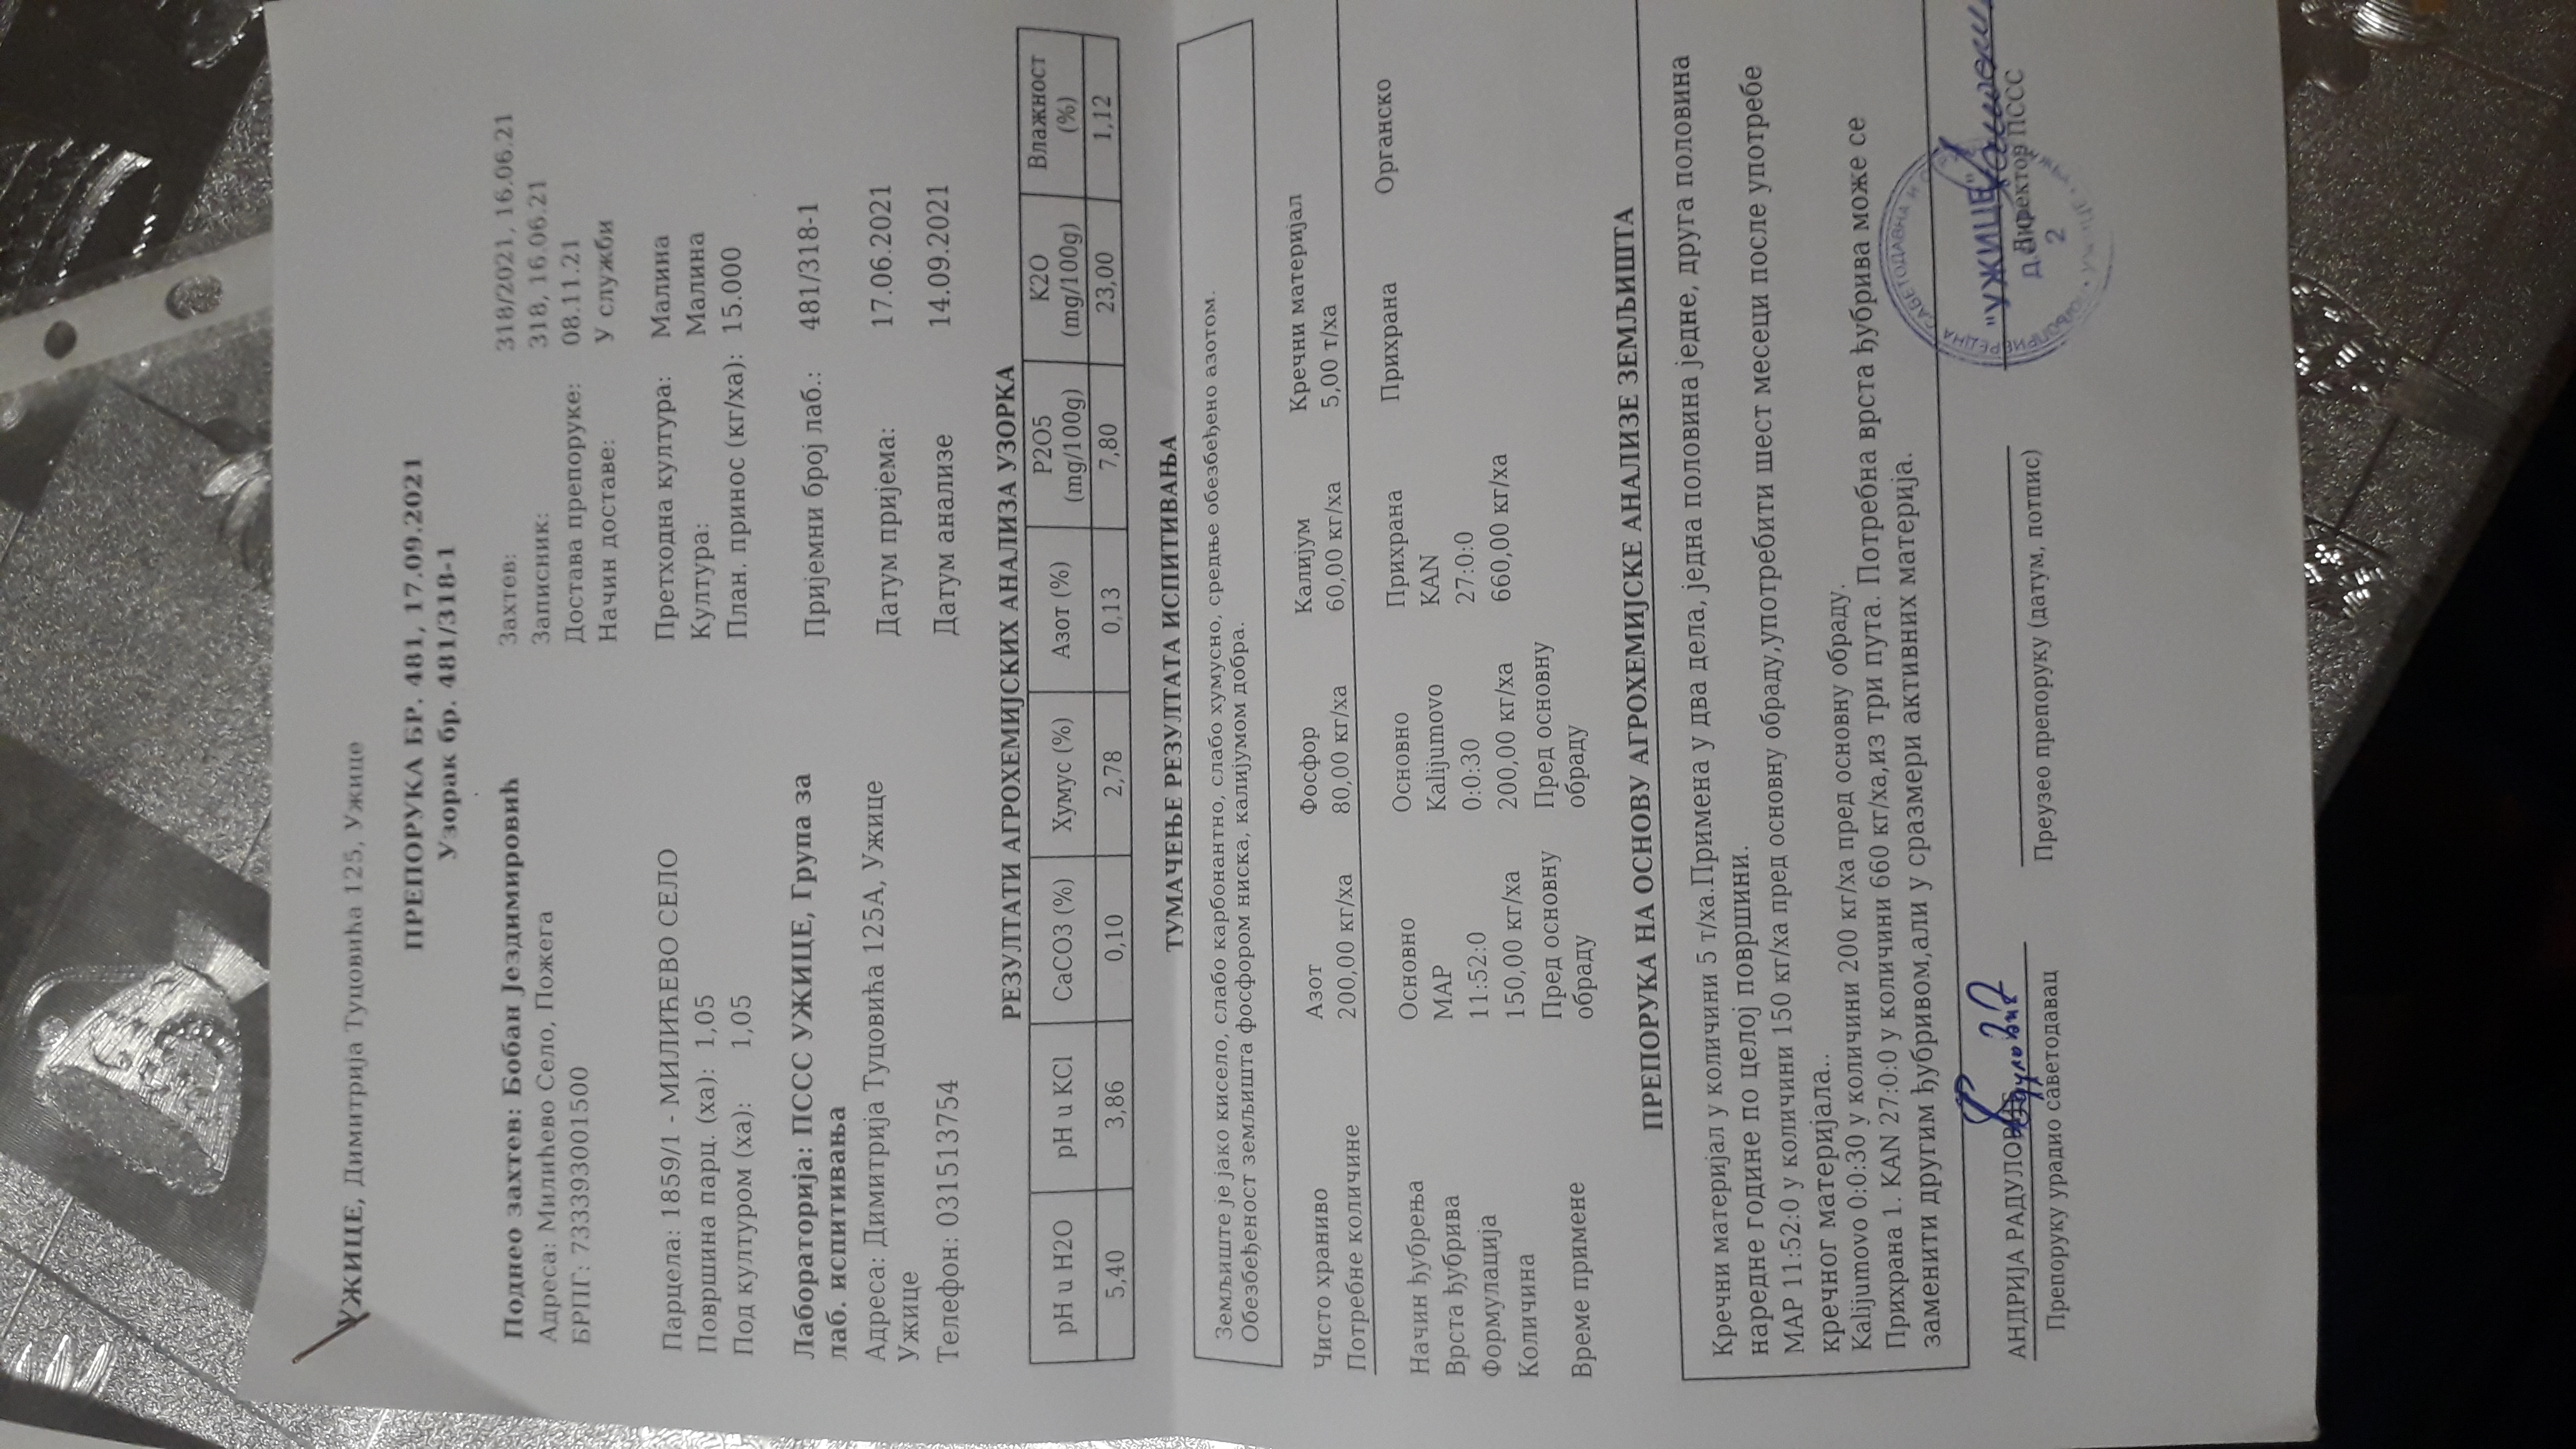 УЖИЦЕ, Димитрија Туцовића 125, Ужице
ПРЕПОРУКА БР. 481, 17.09.2021
Узорак бр. 481/318-1
Поднео захтев: Бобан Јездимировић
Адреса: Милићево Село, Пожега
БРПГ: 733393001500
Захтев: 318/2021, 16.06.21
Записник: 318, 16.06.21
Достава препоруке: 08.11.21
Начин доставе: У служби
Парцела: 1859/1 - МИЛИЋЕВО СЕЛО
Површина парц. (ха): 1,05
Под културом (ха): 1,05
Претходна култура: Малина
Култура: Малина
План. принос (кг/ха): 15.000
Лабораторија: ПССС УЖИЦЕ, Група за
лаб. испитивања
Адреса: Димитрија Туцовића 125А, Ужице
Ужице
Телефон: 031513754
Пријемни број лаб.: 481/318-1
Датум пријема: 17.06.2021
Датум анализе 14.09.2021
РЕЗУЛТАТИ АГРОХЕМИЈСКИХ АНАЛИЗА УЗОРКА
pH u H2O pH u KCl CaCO3 (%) Хумус (%) Азот (%) P2O5 (mg/100g) K2O (mg/100g) Влажност (%)
5,40 3,86 0,10 2,78 0,13 7,80 23,00 1,12
ТУМАЧЕЊЕ РЕЗУЛТАТА ИСПИТИВАЊА
Земљиште је јако кисело, слабо карбонантно, слабо хумусно, средње обезбеђено азотом.
Обезбеђеност земљишта фосфором ниска, калијумом добра.
Чисто храниво Азот Фосфор Калијум Кречни материјал
Потребне количине 200,00 кг/ха 80,00 кг/ха 60,00 кг/ха 5,00 т/ха
Начин ђубрења Основно Основно Прихрана Прихрана Органско
Врста ђубрива MAP Kalijumovo KAN
Формулација 11:52:0 0:0:30 27:0:0
Количина 150,00 кг/ха 200,00 кг/ха 660,00 кг/ха
Време примене Пред основну обраду Пред основну обраду
ПРЕПОРУКА НА ОСНОВУ АГРОХЕМИЈСКЕ АНАЛИЗЕ ЗЕМЉИШТА
Кречни материјал у количини 5 т/ха.Примена у два дела, једна половина једне, друга половина
наредне године по целој површини.
MAP 11:52:0 у количини 150 кг/ха пред основну обраду,употребити шест месеци после употребе
кречног материјала..
Kalijumovo 0:0:30 у количини 200 кг/ха пред основну обраду.
Прихрана 1. KAN 27:0:0 у количини 660 кг/ха,из три пута. Потребна врста ђубрива може се
заменити другим ђубривом,али у сразмери активних материја.
АНДРИЈА РАДУЛОВИЋ
Препоруку урадио саветодавац
Преузео препоруку (датум, потпис)
"УЖИЦЕ"
Директор ПССС
2